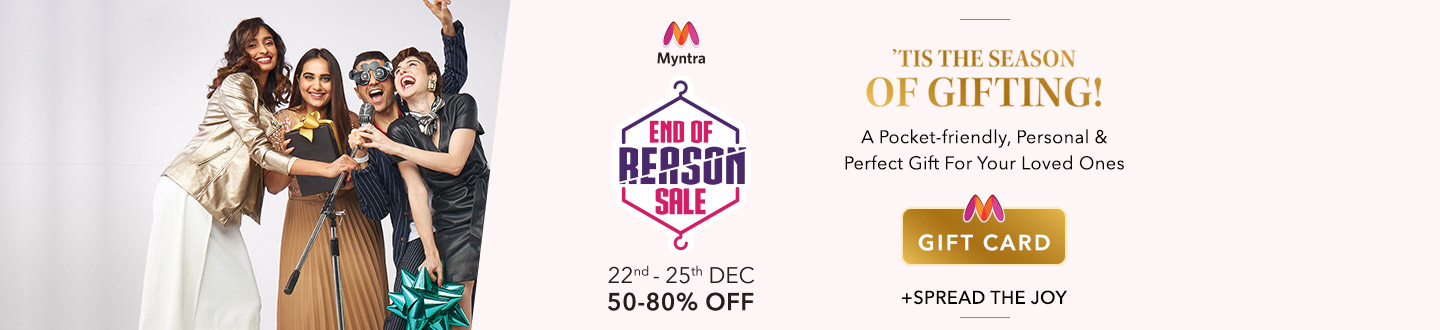 Myntra
END OF
REASON
SALE
22nd - 25th DEC
50-80% OFF
'TIS THE SEASON
OF GIFTING!
A Pocket-friendly, Personal &
Perfect Gift For Your Loved Ones
GIFT CARD
+SPREAD THE JOY